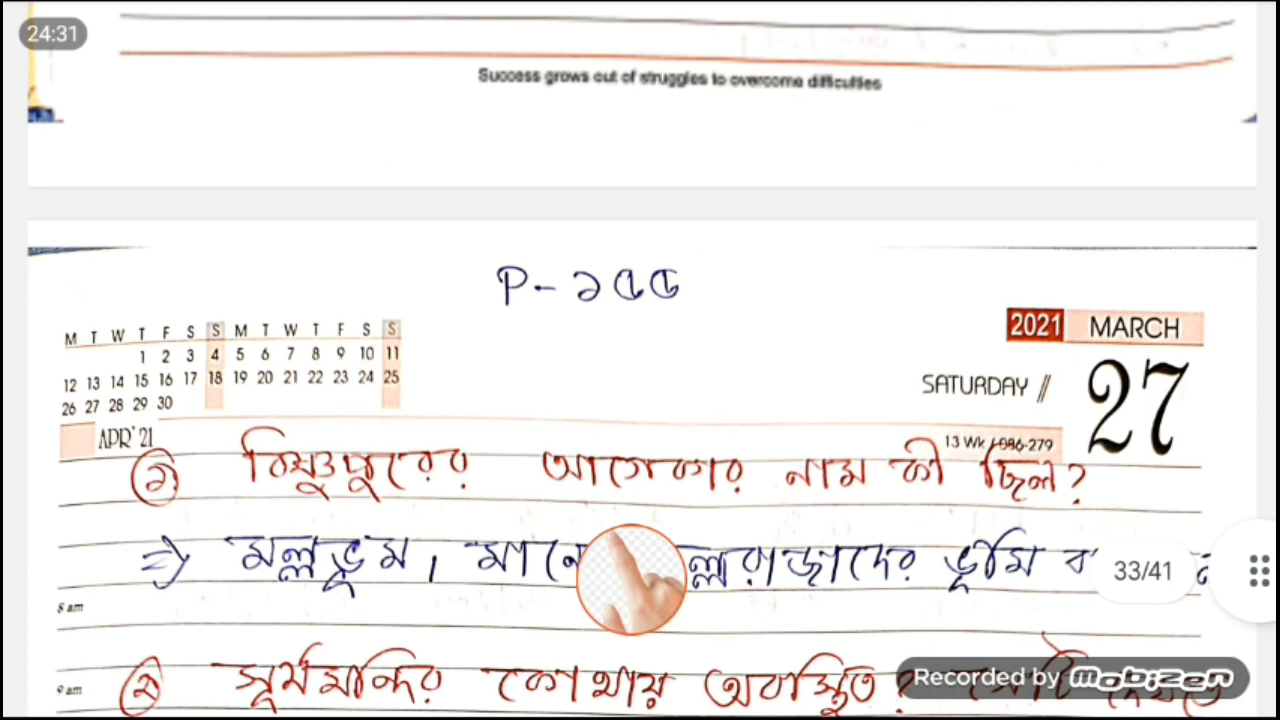 24:31
Success grows out of struggles to overcome difficulties
P- ১৫৫
M T W T F S S M T W T F S S
1 2 3 4 5 6 7 8 9 10 11
12 13 14 15 16 17 18 19 20 21 22 23 24 25
26 27 28 29 30
APR' 21
2021 MARCH
SATURDAY // 27
13 Wk / 086-279
১ বিষ্ণুপুরের আগেকার নাম কী ছিল?
⇒ মল্লভূম, মানে ল্লরাজাদের ভূমি ব
33/41
8 am
9 am
২ সূর্যমন্দির কোথায় অবস্থিত?
Recorded by mobizen